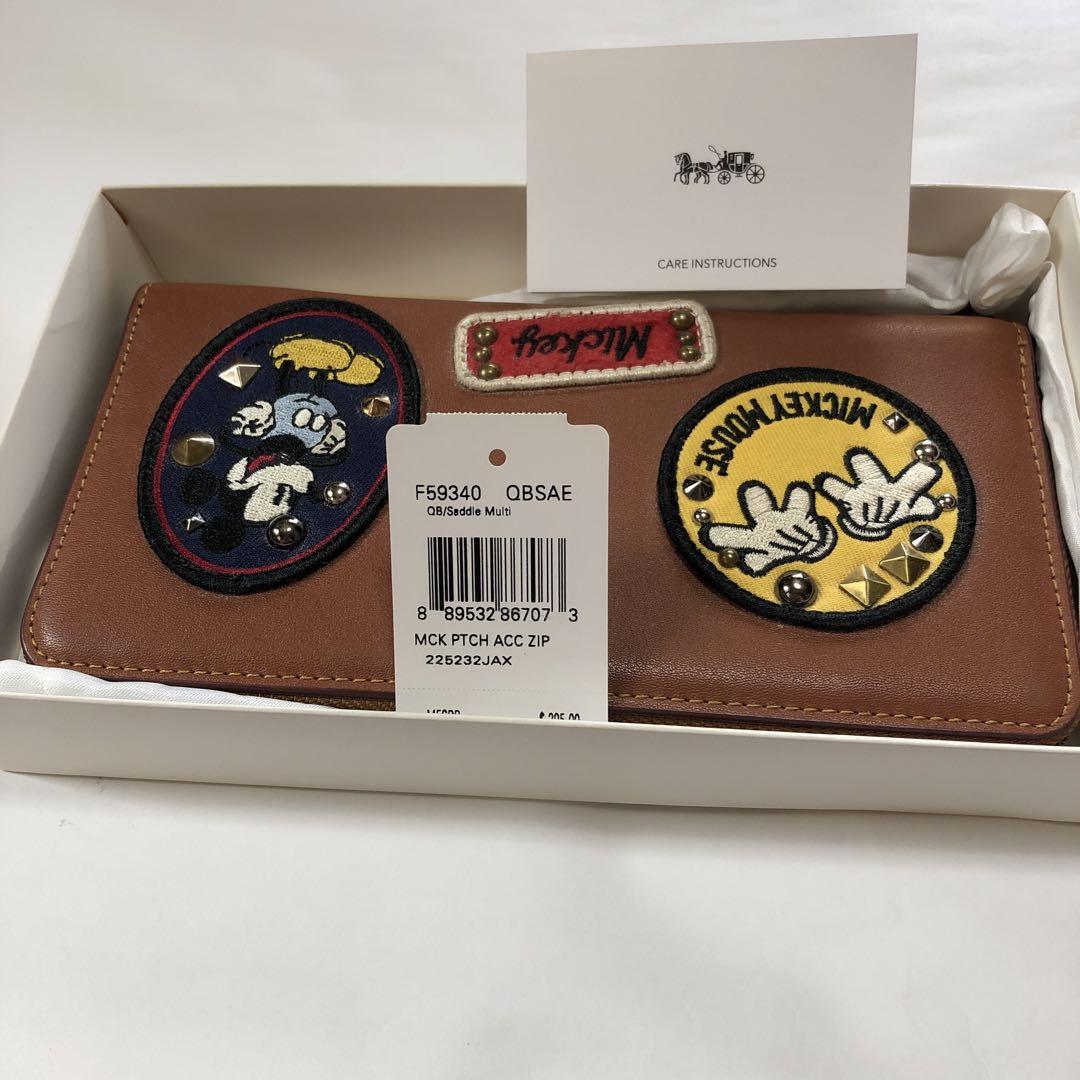 CARE INSTRUCTIONS
Mickey
MICKEY MOUSE
F59340 QBSAE
QB/Saddle Multi
8 89532 86707 3
MCK PTCH ACC ZIP
225232JAX